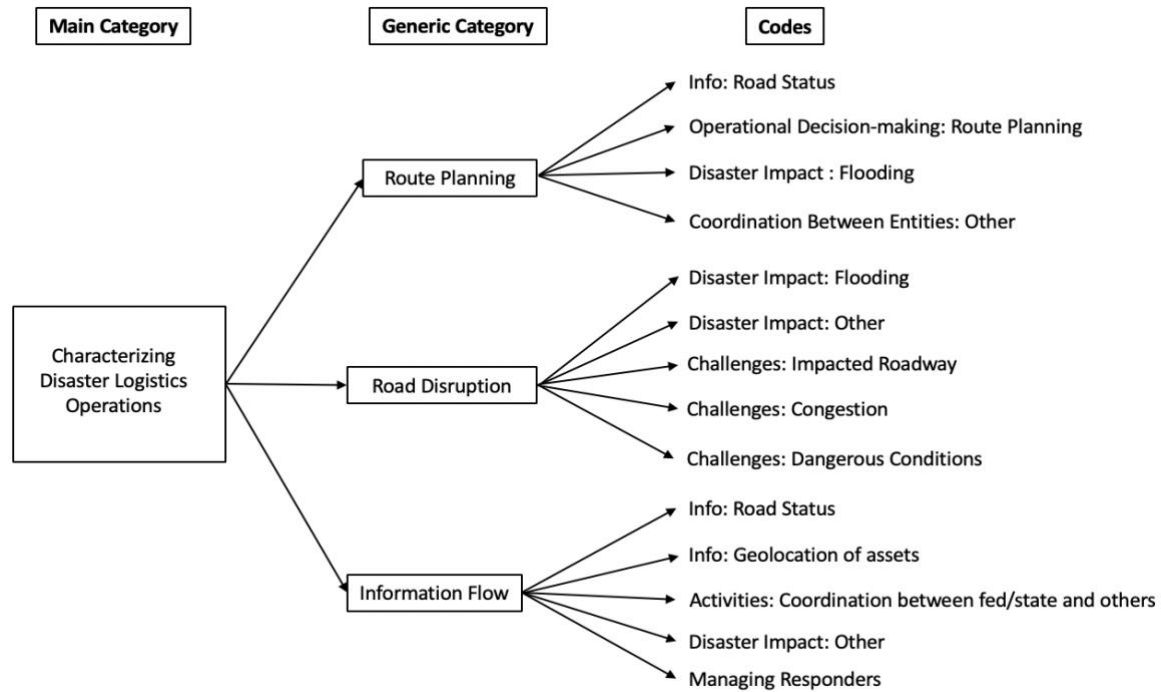 Main Category
Generic Category
Codes
Characterizing
Disaster Logistics
Operations
Route Planning
Info: Road Status
Operational Decision-making: Route Planning
Disaster Impact : Flooding
Coordination Between Entities: Other
Road Disruption
Disaster Impact: Flooding
Disaster Impact: Other
Challenges: Impacted Roadway
Challenges: Congestion
Challenges: Dangerous Conditions
Information Flow
Info: Road Status
Info: Geolocation of assets
Activities: Coordination between fed/state and others
Disaster Impact: Other
Managing Responders